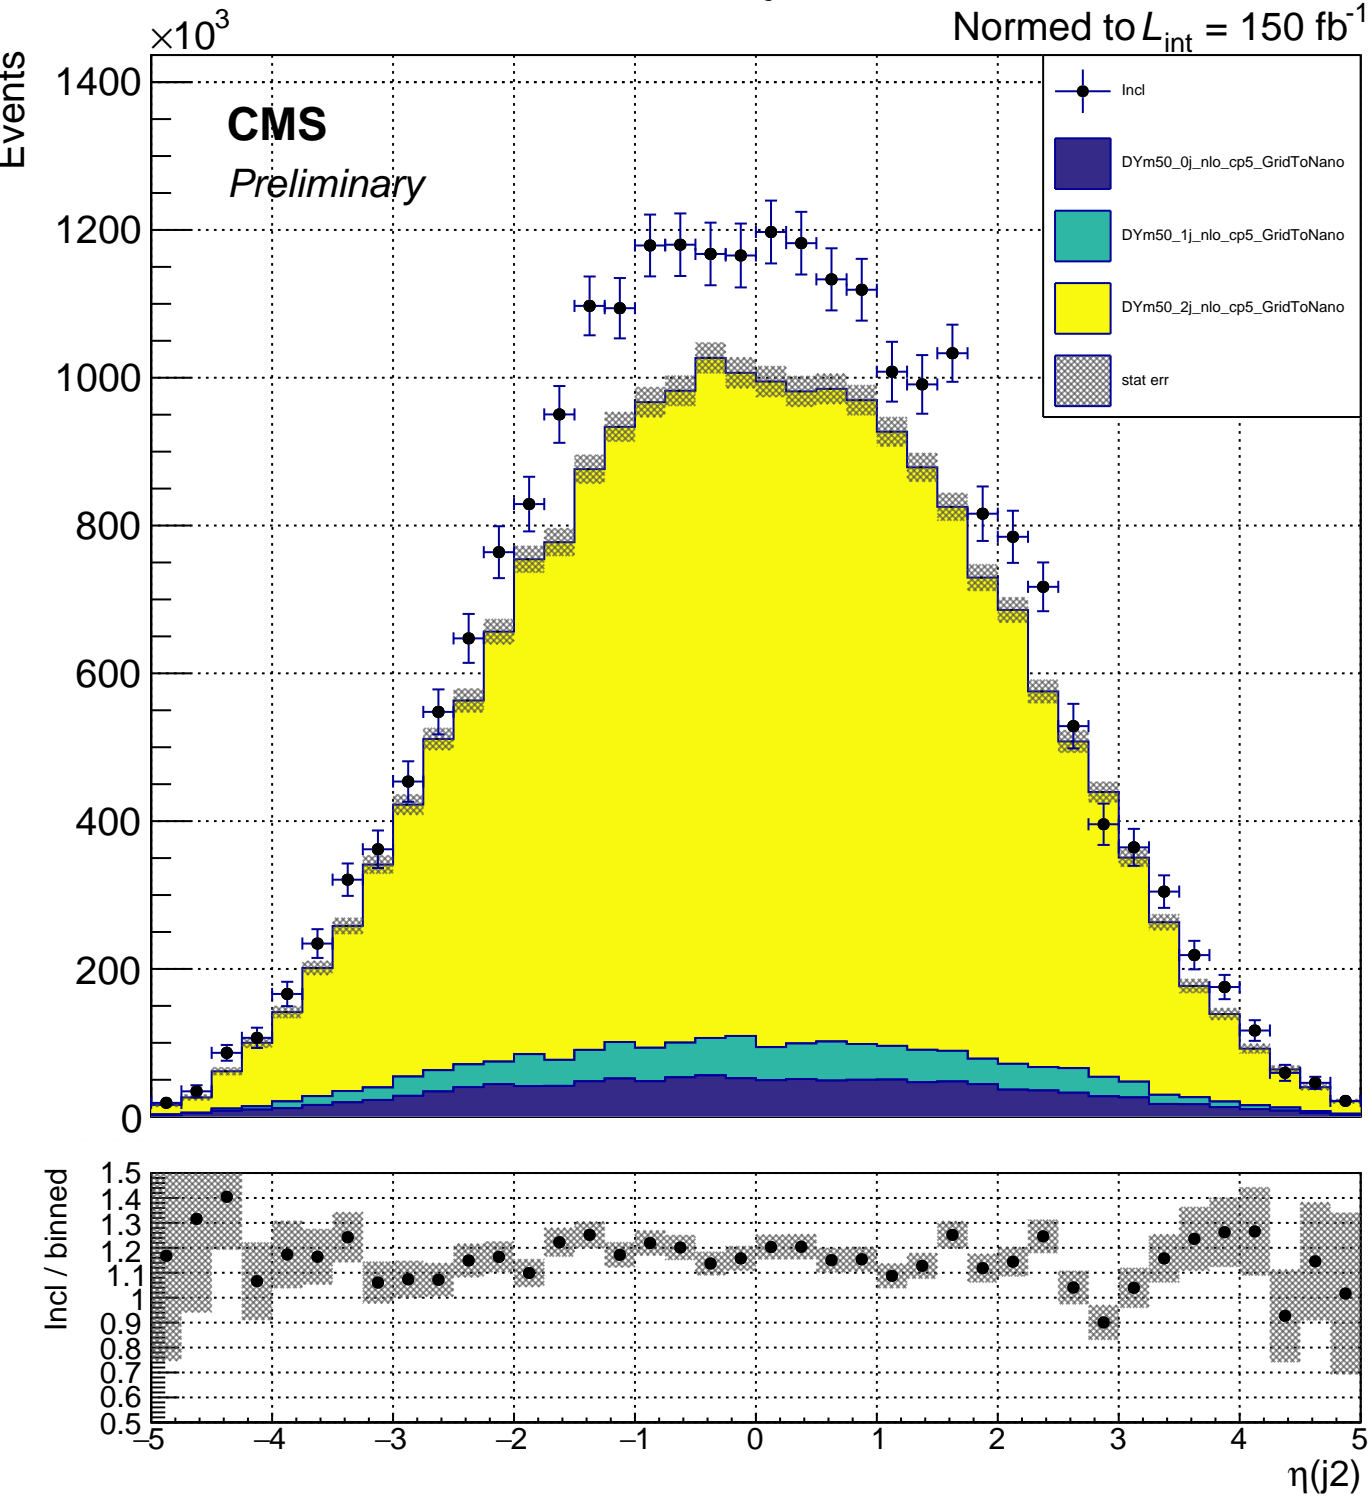 ×10³
Normed to L_int = 150 fb⁻¹
Events
CMS
Preliminary
Incl
DYm50_0j_nlo_cp5_GridToNano
DYm50_1j_nlo_cp5_GridToNano
DYm50_2j_nlo_cp5_GridToNano
stat err
1400
1200
1000
800
600
400
200
0
Incl / binned
1.5
1.4
1.3
1.2
1.1
1
0.9
0.8
0.7
0.6
0.5
−5 −4 −3 −2 −1 0 1 2 3 4 5
η(j2)